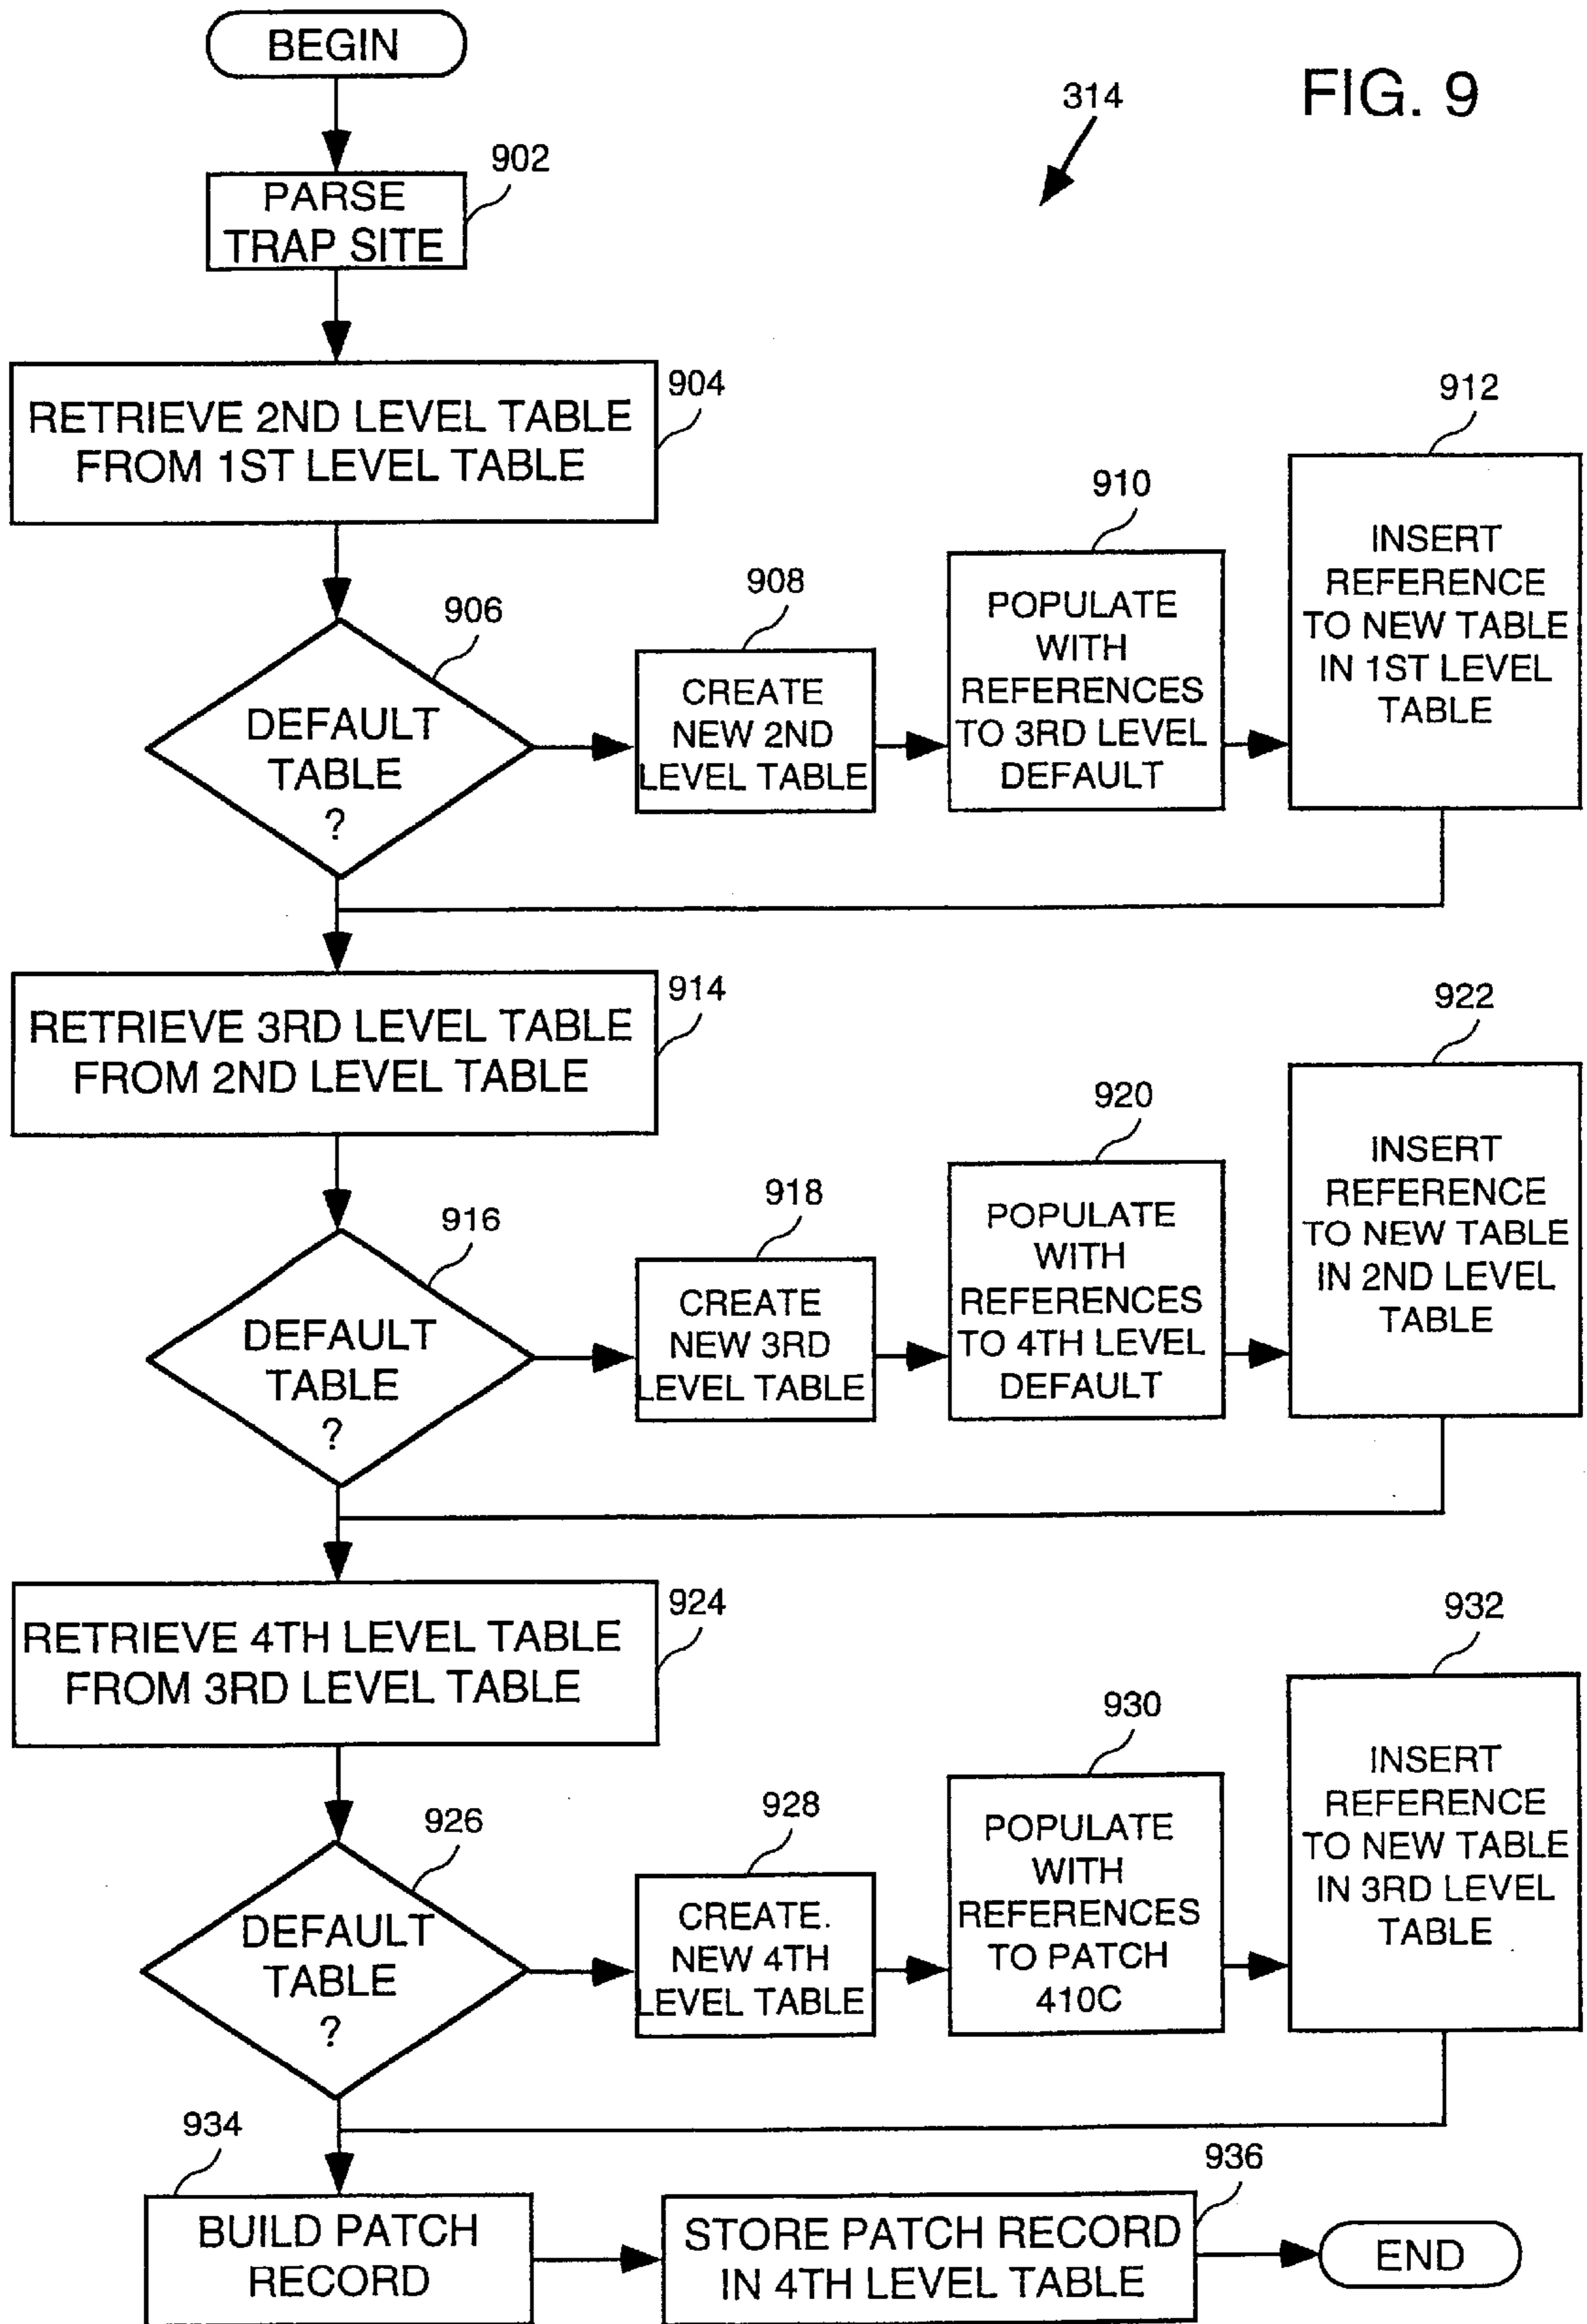 BEGIN
314
FIG. 9
902
PARSE
TRAP SITE
904
RETRIEVE 2ND LEVEL TABLE
FROM 1ST LEVEL TABLE
906
DEFAULT
TABLE
?
908
CREATE
NEW 2ND
LEVEL TABLE
910
POPULATE
WITH
REFERENCES
TO 3RD LEVEL
DEFAULT
912
INSERT
REFERENCE
TO NEW TABLE
IN 1ST LEVEL
TABLE
914
RETRIEVE 3RD LEVEL TABLE
FROM 2ND LEVEL TABLE
916
DEFAULT
TABLE
?
918
CREATE
NEW 3RD
LEVEL TABLE
920
POPULATE
WITH
REFERENCES
TO 4TH LEVEL
DEFAULT
922
INSERT
REFERENCE
TO NEW TABLE
IN 2ND LEVEL
TABLE
924
RETRIEVE 4TH LEVEL TABLE
FROM 3RD LEVEL TABLE
926
DEFAULT
TABLE
?
928
CREATE.
NEW 4TH
LEVEL TABLE
930
POPULATE
WITH
REFERENCES
TO PATCH
410C
932
INSERT
REFERENCE
TO NEW TABLE
IN 3RD LEVEL
TABLE
934
BUILD PATCH
RECORD
936
STORE PATCH RECORD
IN 4TH LEVEL TABLE
END